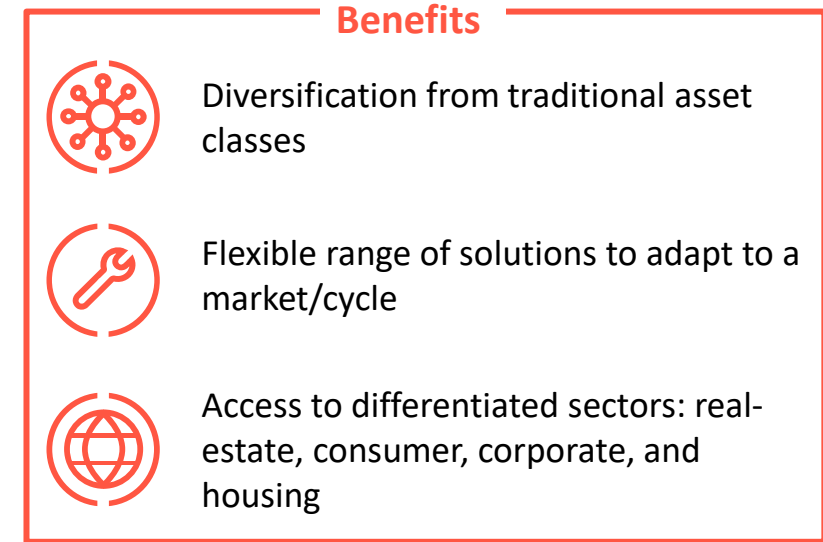 Benefits
Diversification from traditional asset
classes
Flexible range of solutions to adapt to a
market/cycle
Access to differentiated sectors: real-
estate, consumer, corporate, and
housing